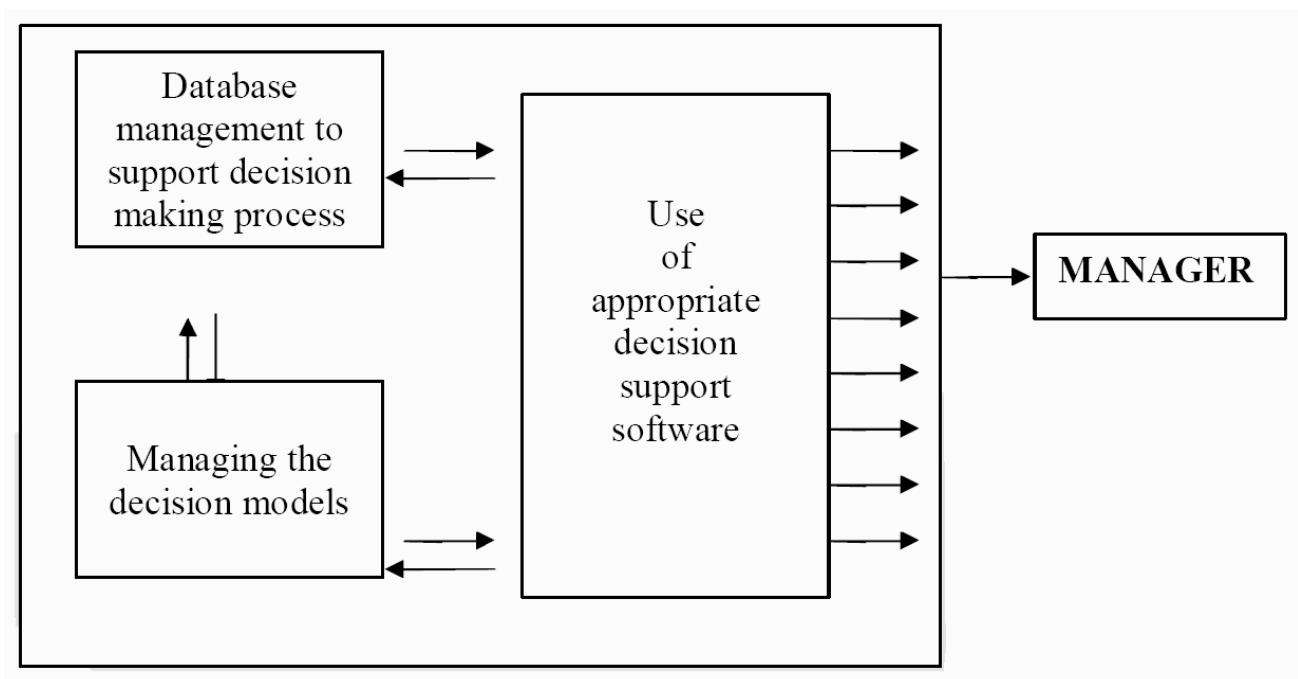 Database
management to
support decision
making process
Use
of
appropriate
decision
support
software
MANAGER
Managing the
decision models